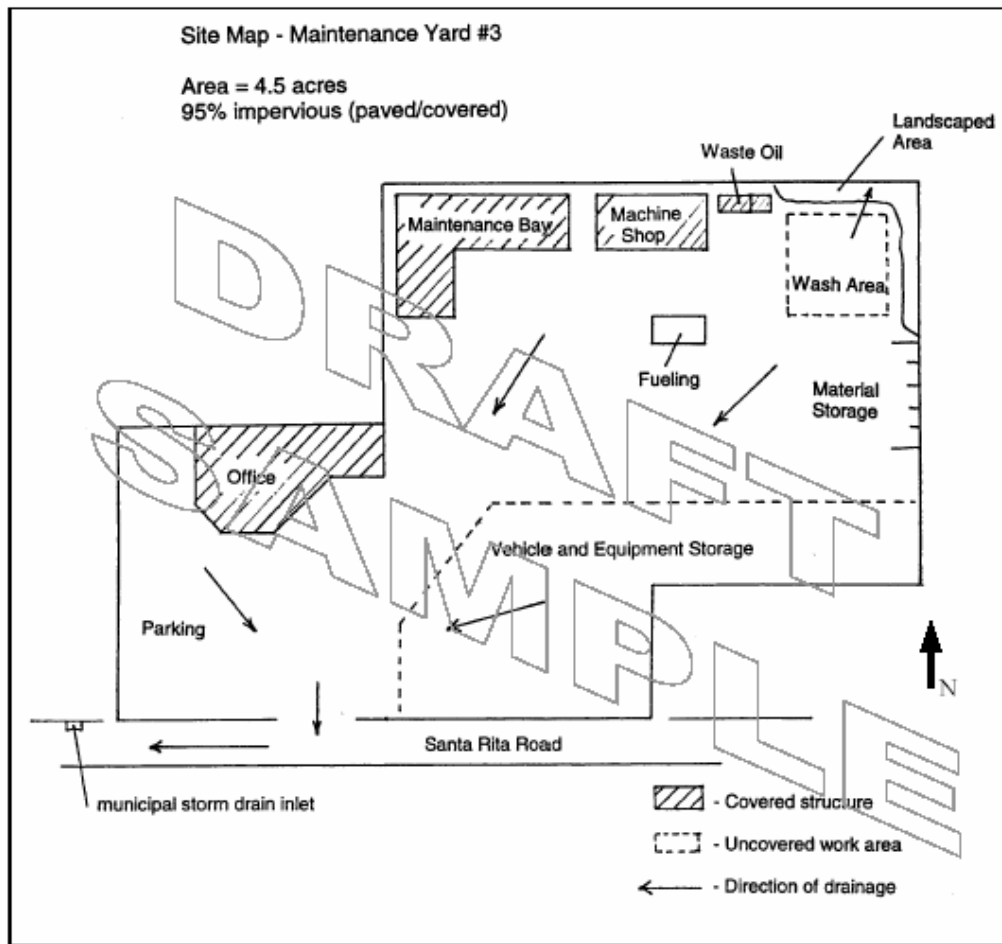 Site Map - Maintenance Yard #3
Area = 4.5 acres
95% impervious (paved/covered)
Landscaped
Area
Waste Oil
Maintenance Bay
Machine
Shop
Wash Area
Fueling
Material
Storage
Office
Vehicle and Equipment Storage
Parking
N
Santa Rita Road
municipal storm drain inlet
- Covered structure
- Uncovered work area
- Direction of drainage
DRAFT
SAMPLE